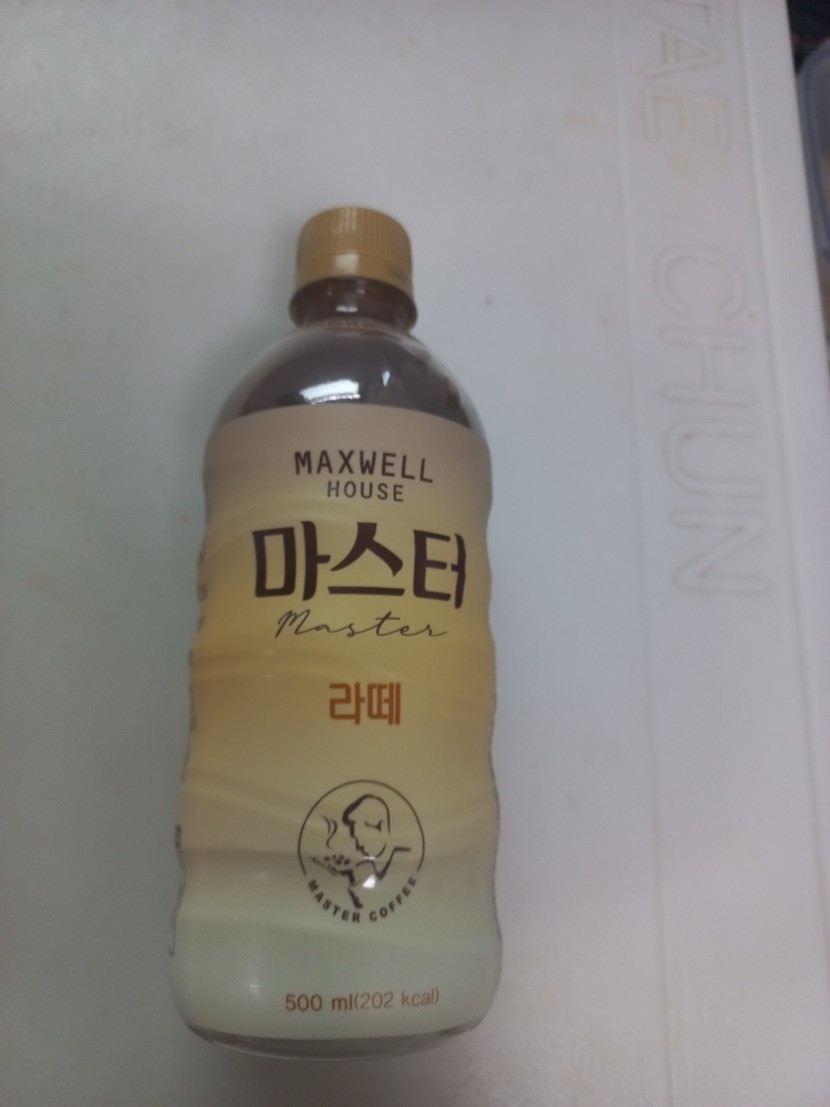 MAXWELL
HOUSE
마스터
Master
라떼
MASTER COFFEE
500 ml(202 kcal)
TAE CHUN